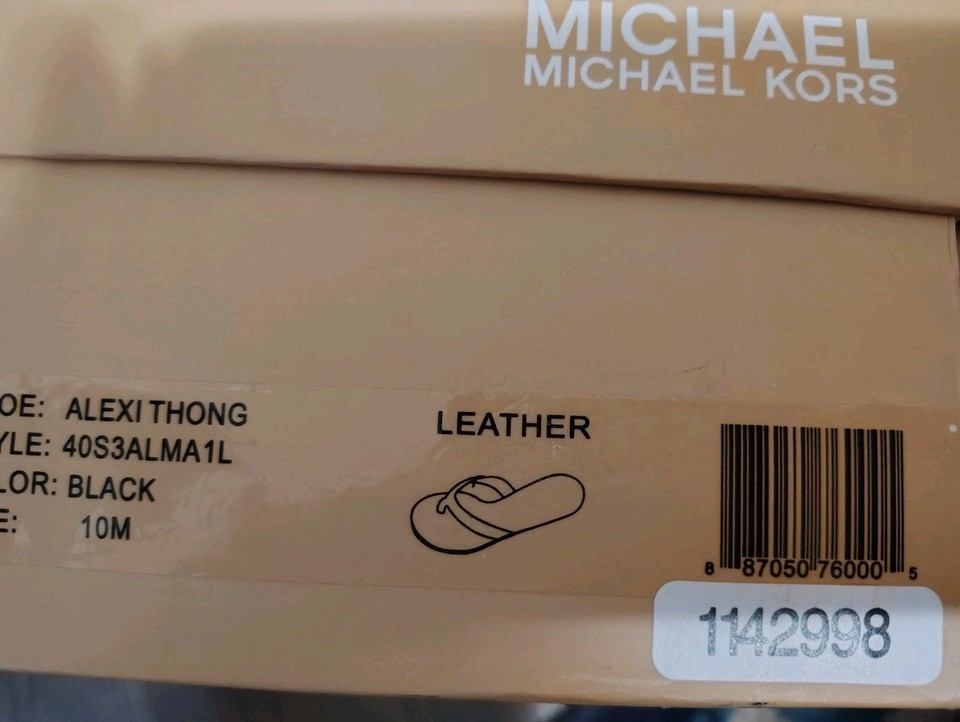 MICHAEL
MICHAEL KORS
OE: ALEXI THONG
YLE: 40S3ALMA1L
LOR: BLACK
E: 10M
LEATHER
8 87050 76000 5
1142998